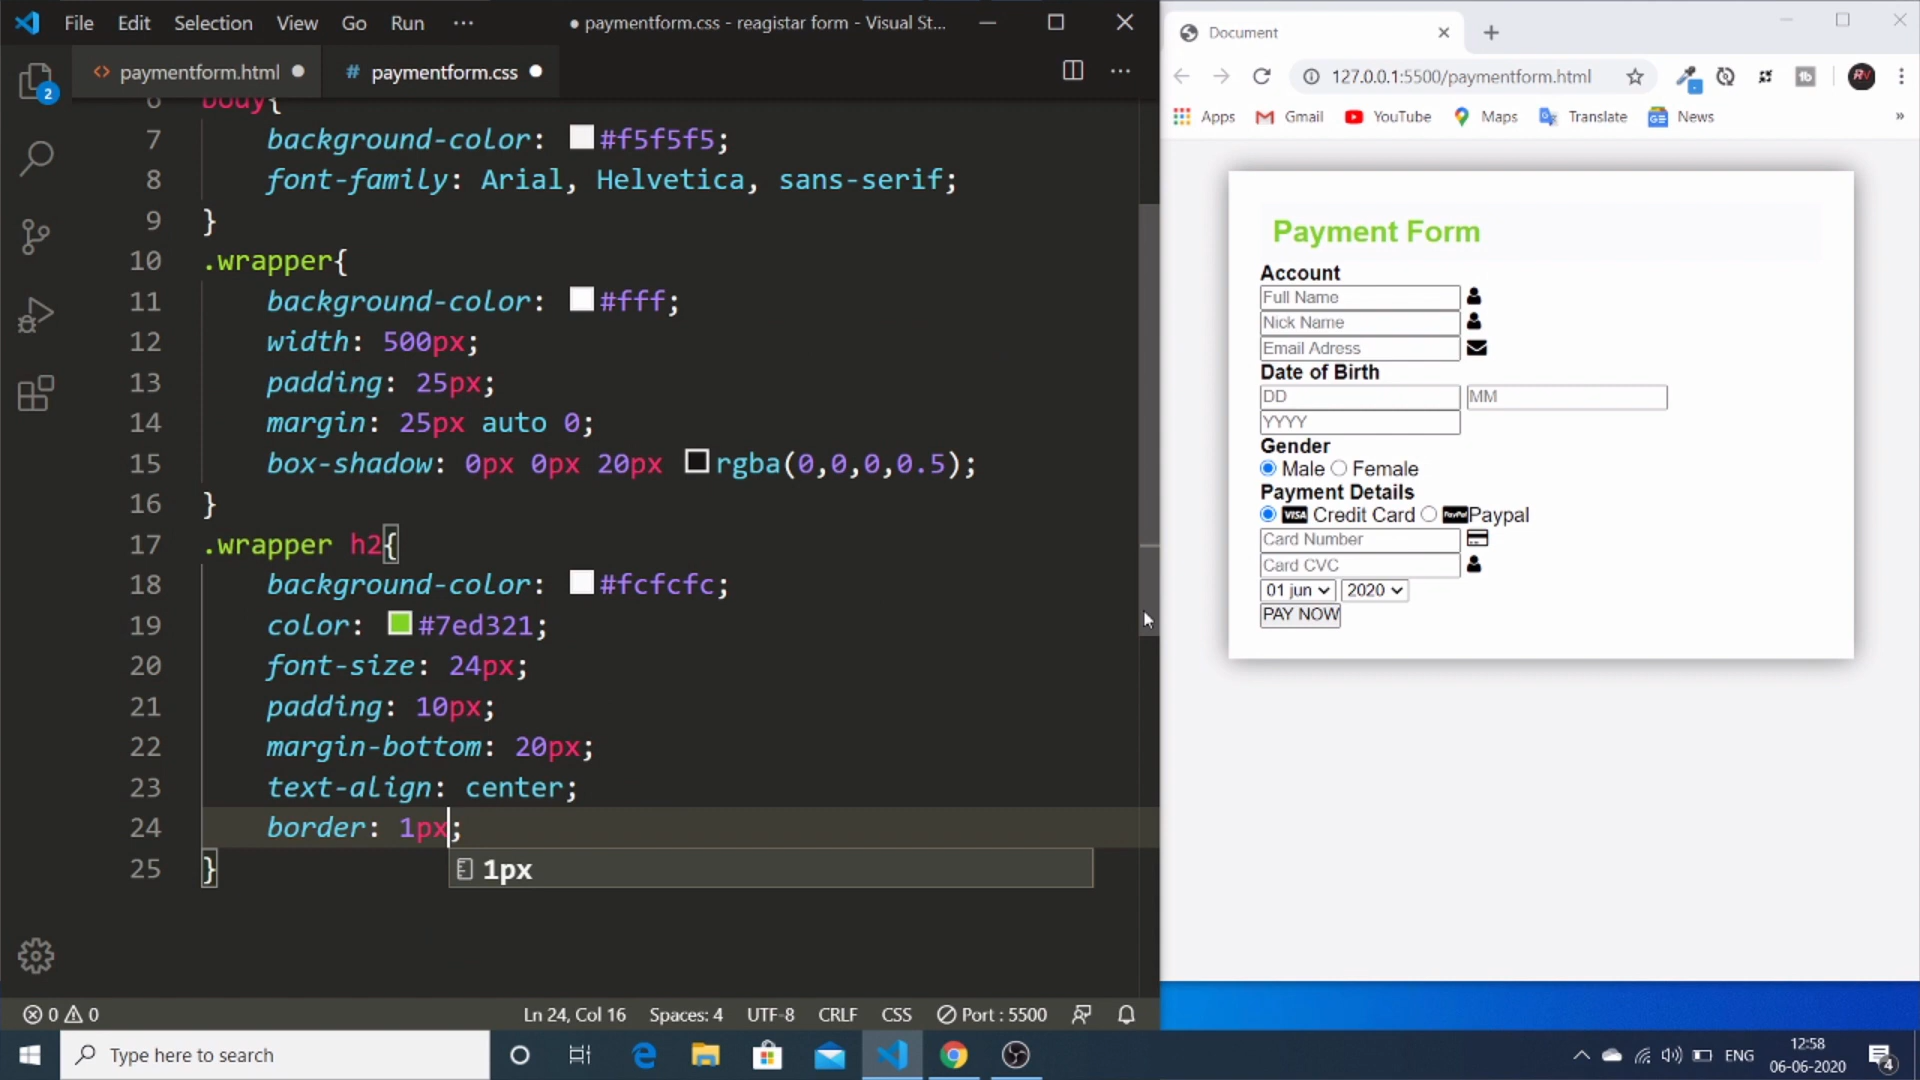 File Edit Selection View Go Run ···
● paymentform.css - reagistar form - Visual St...
paymentform.html
# paymentform.css
2
6 body{
7 background-color: #f5f5f5;
8 font-family: Arial, Helvetica, sans-serif;
9 }
10 .wrapper{
11 background-color: #fff;
12 width: 500px;
13 padding: 25px;
14 margin: 25px auto 0;
15 box-shadow: 0px 0px 20px rgba(0,0,0,0.5);
16 }
17 .wrapper h2{
18 background-color: #fcfcfc;
19 color: #7ed321;
20 font-size: 24px;
21 padding: 10px;
22 margin-bottom: 20px;
23 text-align: center;
24 border: 1px;
1px
25 }
0 0 Ln 24, Col 16 Spaces: 4 UTF-8 CRLF CSS Port : 5500
Document
127.0.0.1:5500/paymentform.html
RV
Apps Gmail YouTube Maps Translate News »
Payment Form
Account
Full Name
Nick Name
Email Adress
Date of Birth
DD MM
YYYY
Gender
Male Female
Payment Details
VISA Credit Card PayPal Paypal
Card Number
Card CVC
01 jun 2020
PAY NOW
Type here to search
ENG
12:58
06-06-2020
4